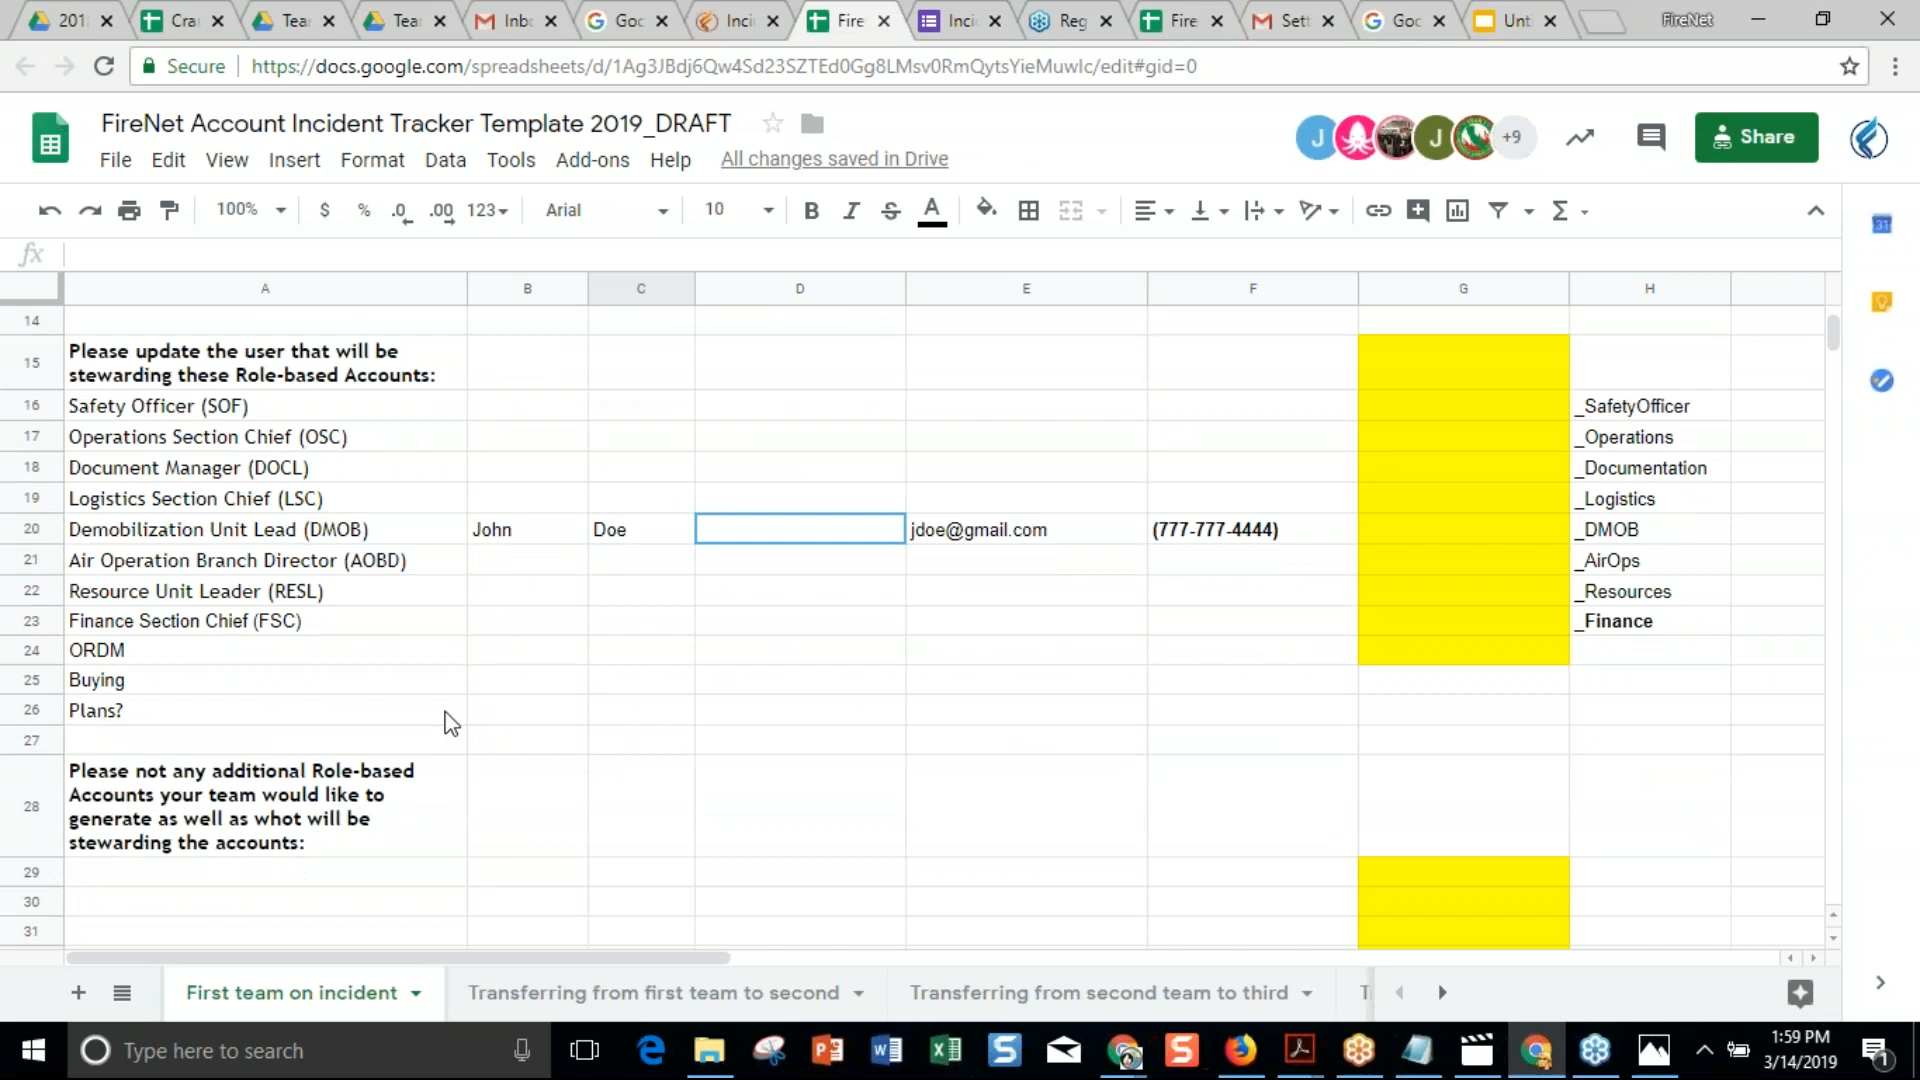 201 Cra Tea Tea Inb Goc Inci Fire Inci Reg Fire Sett Goc Unt FireNet
Secure https://docs.google.com/spreadsheets/d/1Ag3JBdj6Qw4Sd23SZTEd0Gg8LMsv0RmQytsYieMuwIc/edit#gid=0
FireNet Account Incident Tracker Template 2019_DRAFT
J J +9 Share
File Edit View Insert Format Data Tools Add-ons Help All changes saved in Drive
100% $ % .0 .00 123 Arial 10 B I S A Σ
31
fx
A B C D E F G H
14
15 Please update the user that will be
stewarding these Role-based Accounts:
16 Safety Officer (SOF) _SafetyOfficer
17 Operations Section Chief (OSC) _Operations
18 Document Manager (DOCL) _Documentation
19 Logistics Section Chief (LSC) _Logistics
20 Demobilization Unit Lead (DMOB) John Doe jdoe@gmail.com (777-777-4444) _DMOB
21 Air Operation Branch Director (AOBD) _AirOps
22 Resource Unit Leader (RESL) _Resources
23 Finance Section Chief (FSC) _Finance
24 ORDM
25 Buying
26 Plans?
27
28 Please not any additional Role-based
Accounts your team would like to
generate as well as whot will be
stewarding the accounts:
29
30
31
+ First team on incident Transferring from first team to second Transferring from second team to third
Type here to search
1:59 PM
3/14/2019
1